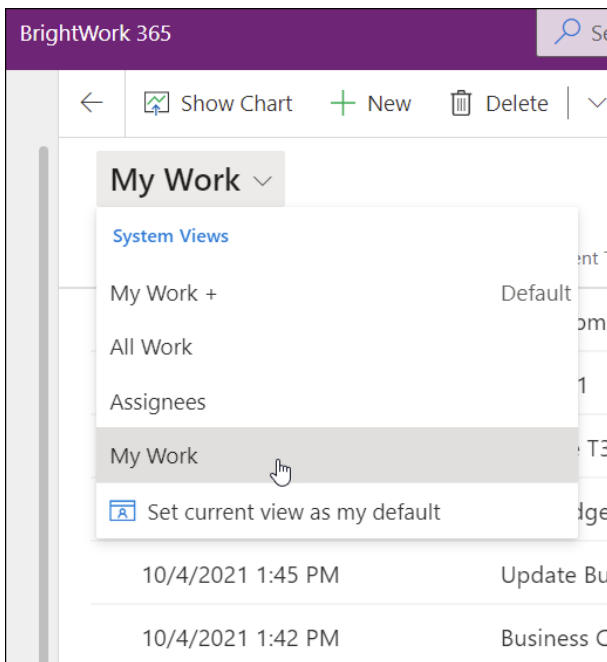 BrightWork 365
Show Chart New Delete
My Work
System Views
My Work + Default
All Work
Assignees
My Work
Set current view as my default
10/4/2021 1:45 PM Update
10/4/2021 1:42 PM Business